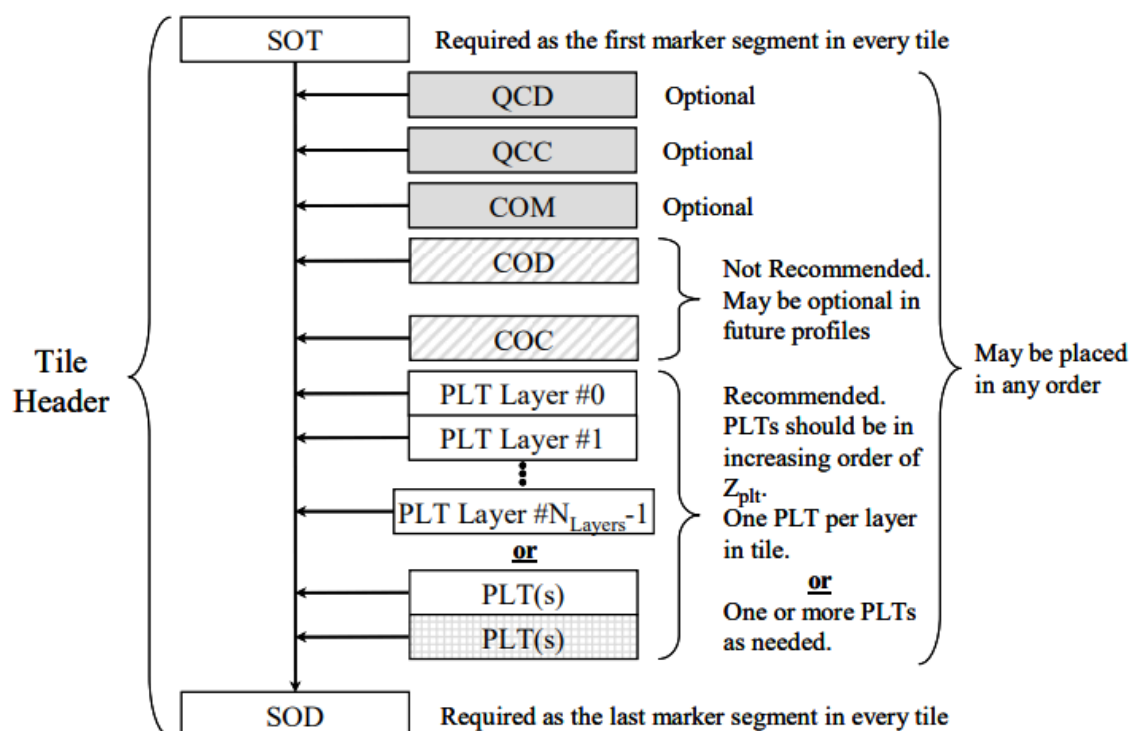 SOT Required as the first marker segment in every tile
QCD Optional
QCC Optional
COM Optional
COD
COC
Not Recommended.
May be optional in
future profiles
Tile
Header
May be placed
in any order
PLT Layer #0
PLT Layer #1
PLT Layer #N_Layers-1
or
PLT(s)
PLT(s)
Recommended.
PLTs should be in
increasing order of
Z_plt.
One PLT per layer
in tile.
or
One or more PLTs
as needed.
SOD Required as the last marker segment in every tile